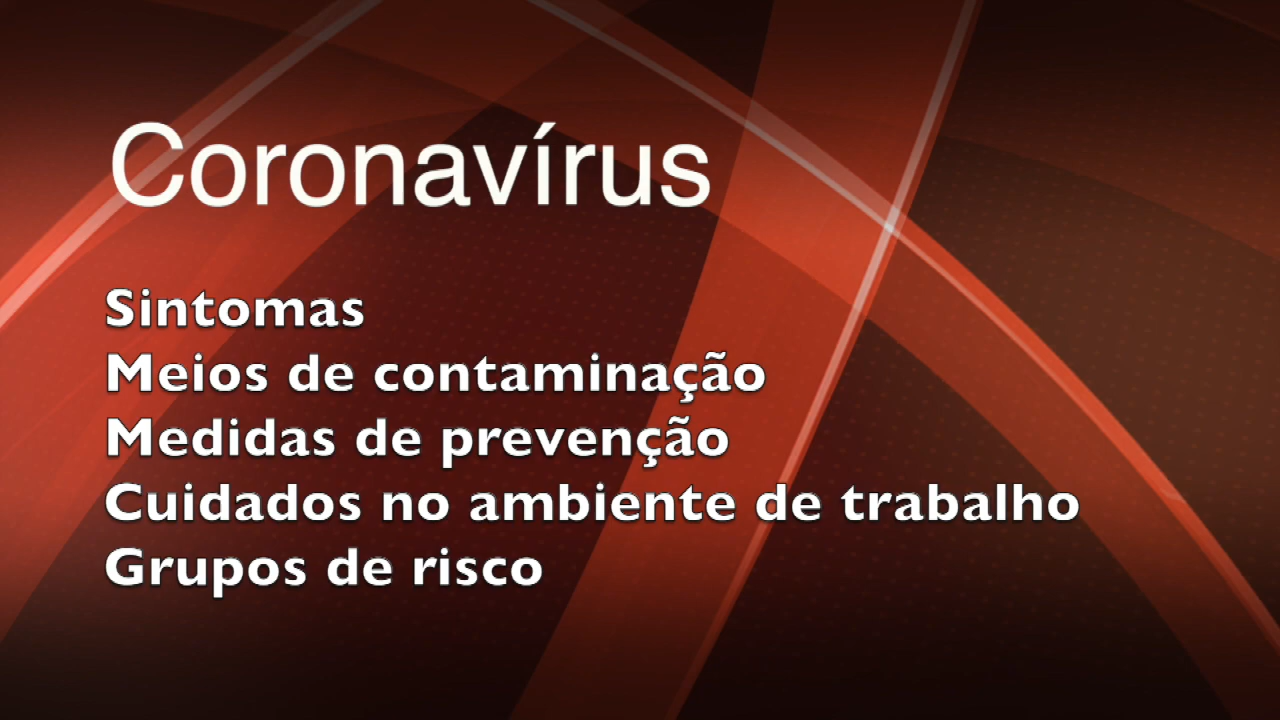 Coronavírus
Sintomas
Meios de contaminação
Medidas de prevenção
Cuidados no ambiente de trabalho
Grupos de risco